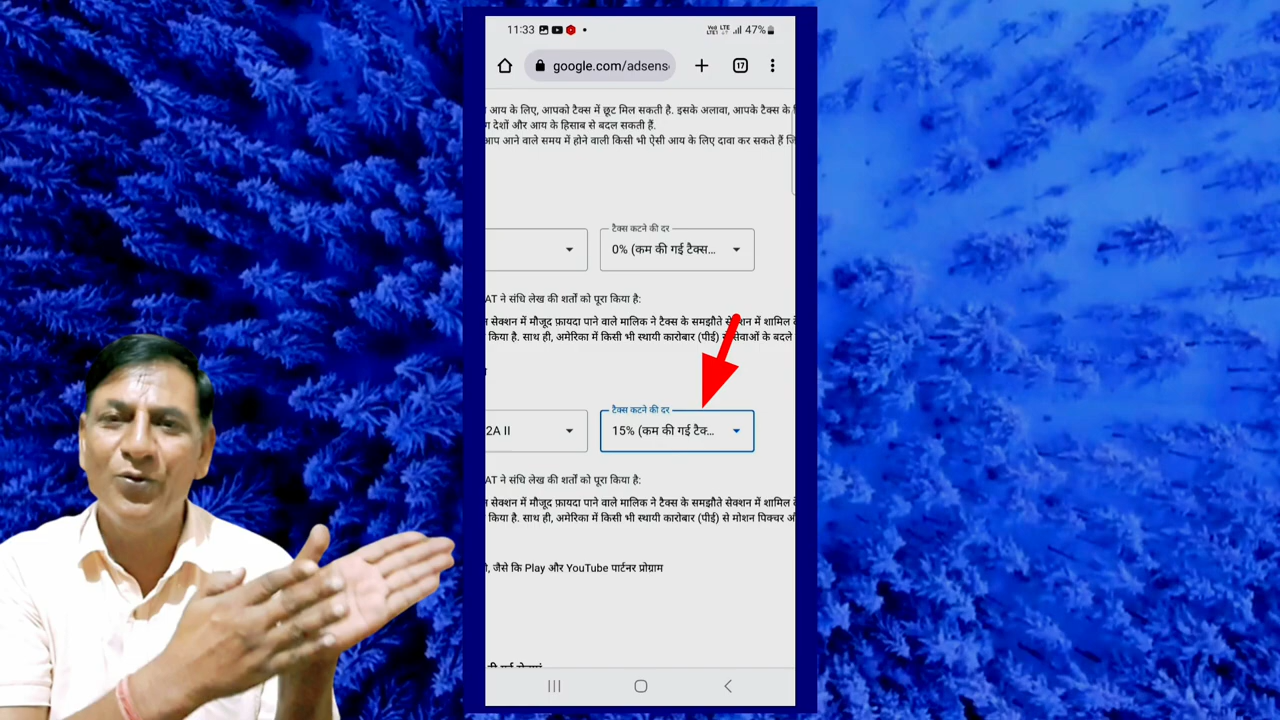 11:33
47%
google.com/adsens
17
आय के लिए, आपको टैक्स में छूट मिल सकती है. इसके अलावा, आपके टैक्स के
देशों और आय के हिसाब से बदल सकती हैं.
आप आने वाले समय में होने वाली किसी भी ऐसी आय के लिए दावा कर सकते हैं
टैक्स कटने की दर
0% (कम की गई टैक्स...
AT ने संधि लेख की शर्तों को पूरा किया है:
सेक्शन में मौजूद फ़ायदा पाने वाले मालिक ने टैक्स के समझौते सेक्शन में शामिल
किया है. साथ ही, अमेरिका में किसी भी स्थायी कारोबार (पीई) से सेवाओं के बदले
टैक्स कटने की दर
2A II
15% (कम की गई टैक्...
AT ने संधि लेख की शर्तों को पूरा किया है:
सेक्शन में मौजूद फ़ायदा पाने वाले मालिक ने टैक्स के समझौते सेक्शन में शामिल
किया है. साथ ही, अमेरिका में किसी भी स्थायी कारोबार (पीई) से मोशन पिक्चर
, जैसे कि Play और YouTube पार्टनर प्रोग्राम